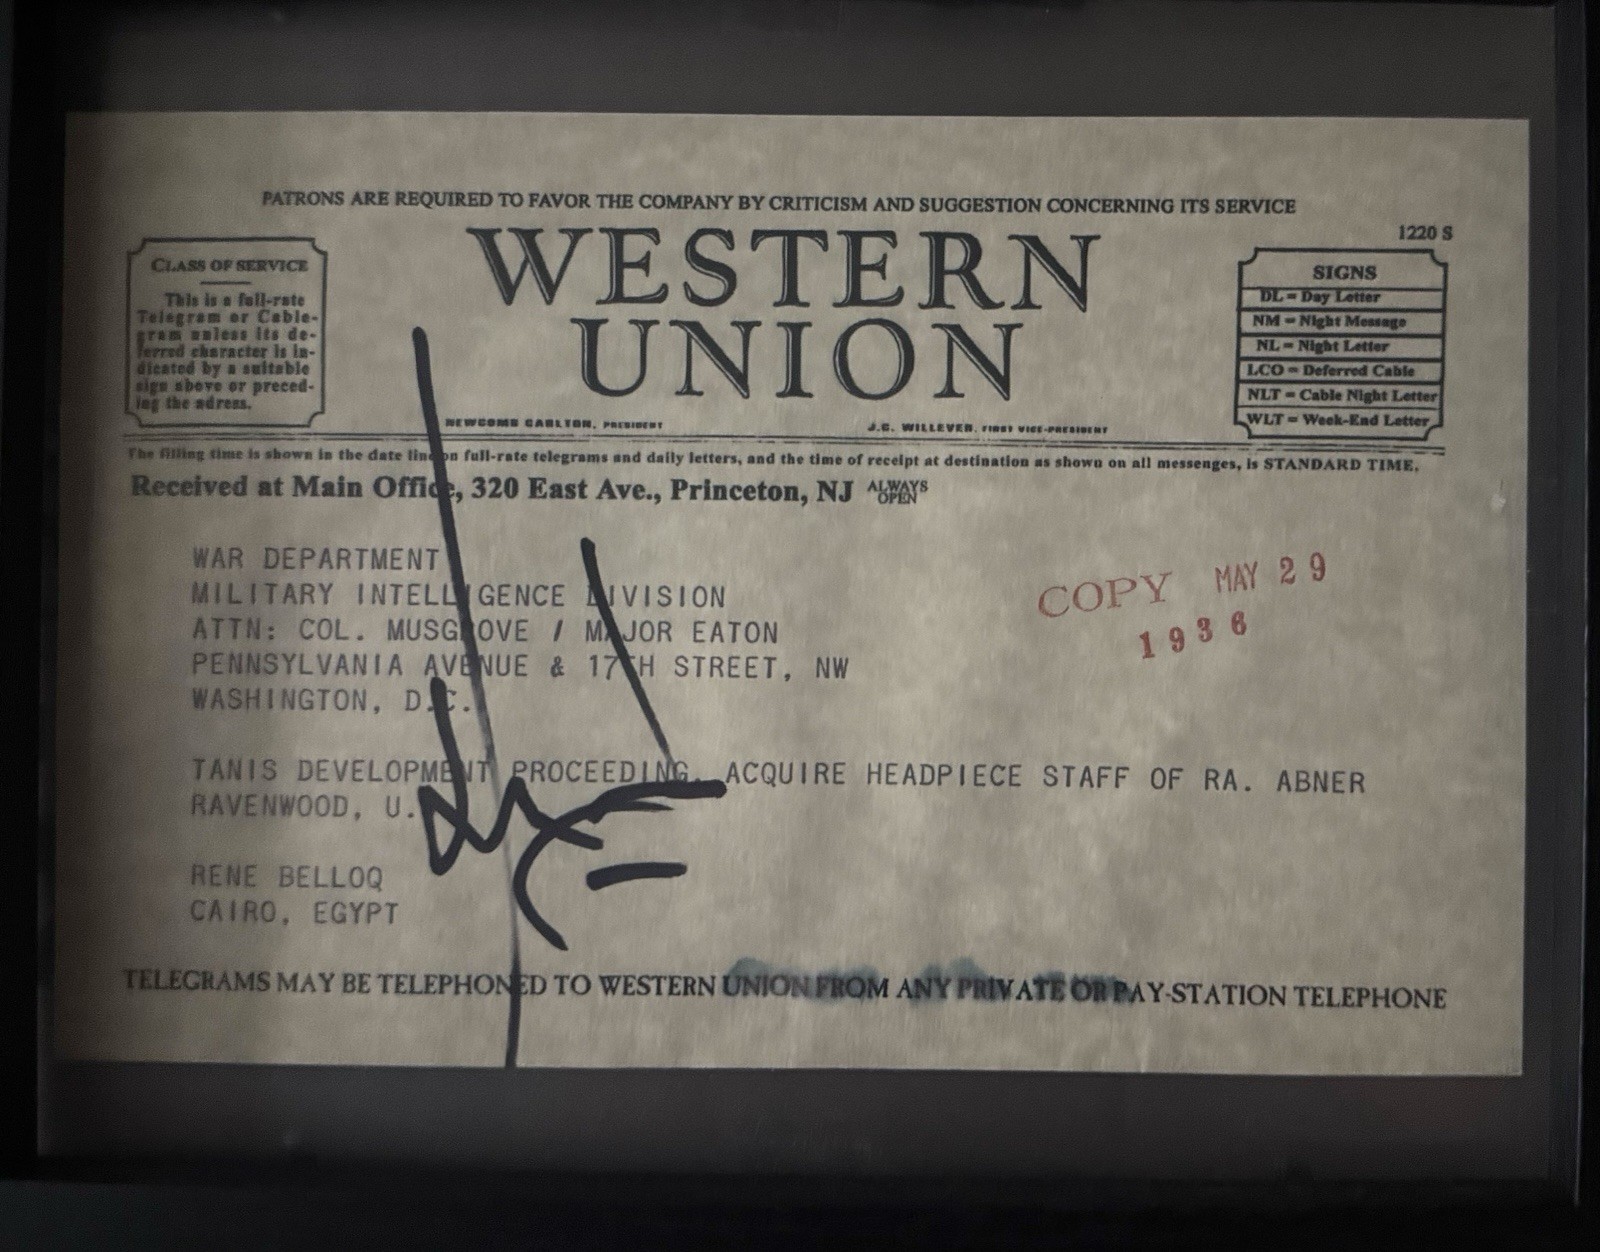 PATRONS ARE REQUIRED TO FAVOR THE COMPANY BY CRITICISM AND SUGGESTION CONCERNING ITS SERVICE
1220 S
CLASS OF SERVICE
This is a full-rate
Telegram or Cable-
gram unless its de-
ferred character is in-
dicated by a suitable
sign above or preced-
ing the adress.
WESTERN
UNION
NEWCOMB CARLTON, PRESIDENT
J.C. WILLEVER, FIRST VICE-PRESIDENT
SIGNS
DL = Day Letter
NM = Night Message
NL = Night Letter
LCO = Deferred Cable
NLT = Cable Night Letter
WLT = Week-End Letter
The filling time is shown in the date line on full-rate telegrams and daily letters, and the time of receipt at destination as shown on all messenges, is STANDARD TIME.
Received at Main Office, 320 East Ave., Princeton, NJ ALWAYS OPEN
COPY MAY 29
1936
WAR DEPARTMENT
MILITARY INTELLIGENCE DIVISION
ATTN: COL. MUSGROVE / MAJOR EATON
PENNSYLVANIA AVENUE & 17TH STREET, NW
WASHINGTON, D.C.
TANIS DEVELOPMENT PROCEEDING. ACQUIRE HEADPIECE STAFF OF RA. ABNER
RAVENWOOD, U.
RENE BELLOQ
CAIRO, EGYPT
TELEGRAMS MAY BE TELEPHONED TO WESTERN UNION FROM ANY PRIVATE OR PAY-STATION TELEPHONE